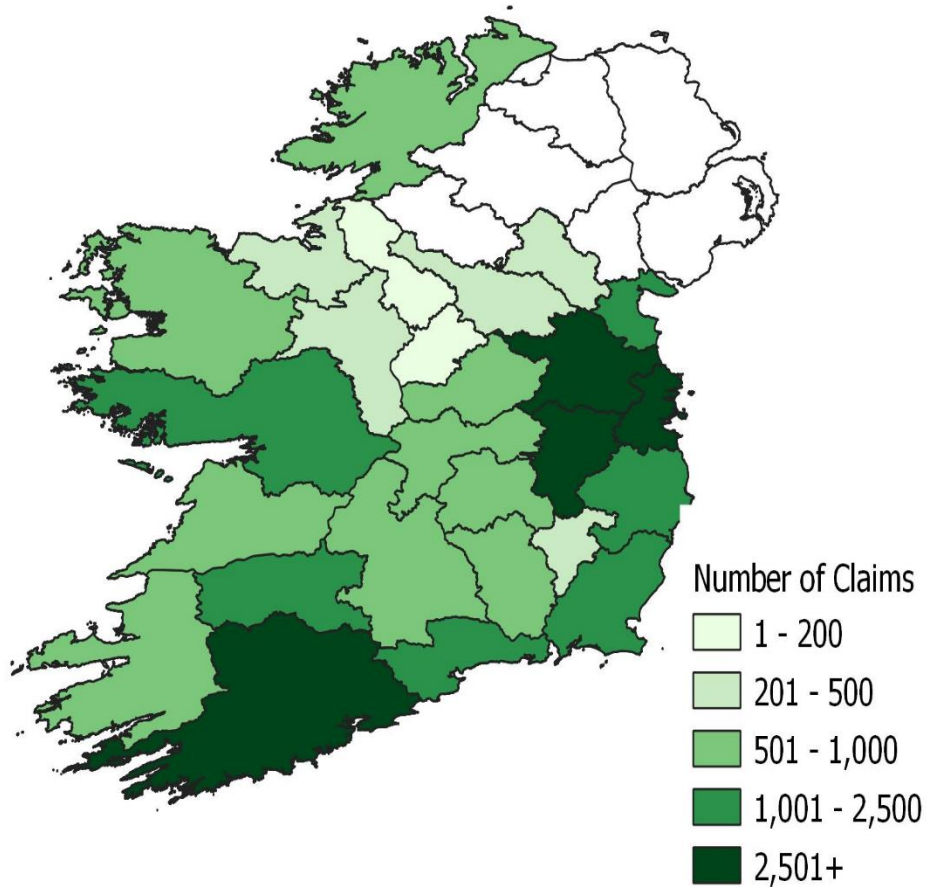 Number of Claims
1 - 200
201 - 500
501 - 1,000
1,001 - 2,500
2,501+